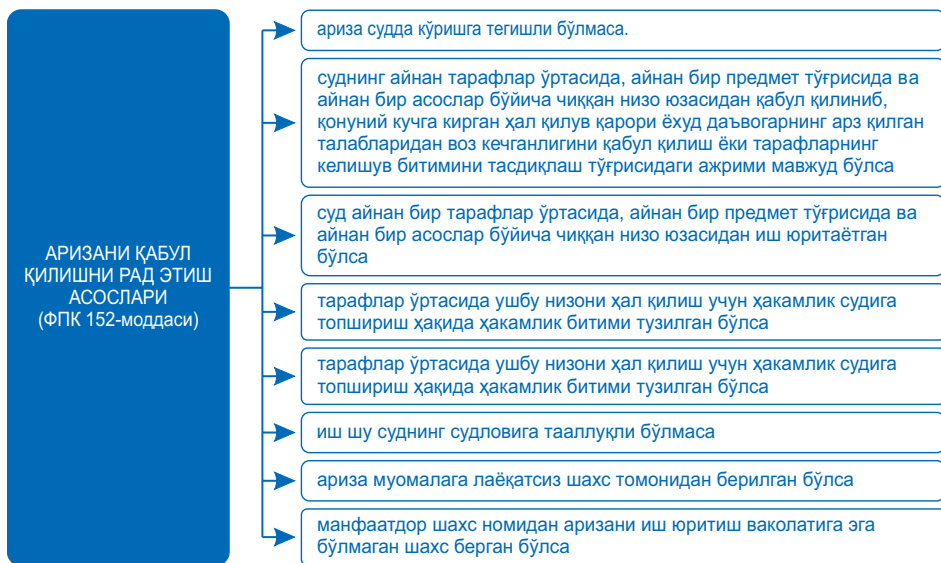 АРИЗАНИ ҚАБУЛ
ҚИЛИШНИ РАД ЭТИШ
АСОСЛАРИ
(ФПК 152-моддаси)
ариза судда кўришга тегишли бўлмаса.
суднинг айнан тарафлар ўртасида, айнан бир предмет тўғрисида ва
айнан бир асослар бўйича чиққан низо юзасидан қабул қилиниб,
қонуний кучга кирган ҳал қилув қарори ёхуд даъвогарнинг арз қилган
талабларидан воз кечганлигини қабул қилиш ёки тарафларнинг
келишув битимини тасдиқлаш тўғрисидаги ажрими мавжуд бўлса
суд айнан бир тарафлар ўртасида, айнан бир предмет тўғрисида ва
айнан бир асослар бўйича чиққан низо юзасидан иш юритаётган
бўлса
тарафлар ўртасида ушбу низони ҳал қилиш учун ҳакамлик судига
топшириш ҳақида ҳакамлик битими тузилган бўлса
тарафлар ўртасида ушбу низони ҳал қилиш учун ҳакамлик судига
топшириш ҳақида ҳакамлик битими тузилган бўлса
иш шу суднинг судловига тааллуқли бўлмаса
ариза муомалага лаёқатсиз шахс томонидан берилган бўлса
манфаатдор шахс номидан аризани иш юритиш ваколатига эга
бўлмаган шахс берган бўлса